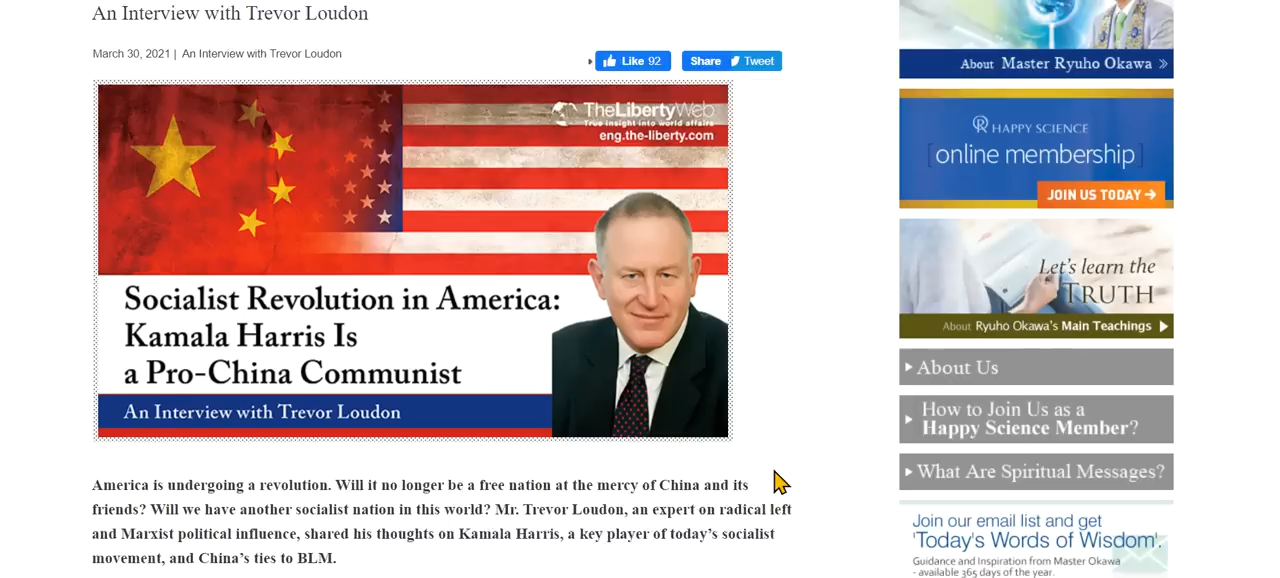 An Interview with Trevor Loudon
March 30, 2021 | An Interview with Trevor Loudon
Like 92
Share Tweet
TheLibertyWeb
True insight into world affairs
eng.the-liberty.com
Socialist Revolution in America:
Kamala Harris Is
a Pro-China Communist
An Interview with Trevor Loudon
America is undergoing a revolution. Will it no longer be a free nation at the mercy of China and its
friends? Will we have another socialist nation in this world? Mr. Trevor Loudon, an expert on radical left
and Marxist political influence, shared his thoughts on Kamala Harris, a key player of today's socialist
movement, and China's ties to BLM.
About Master Ryuho Okawa
HAPPY SCIENCE
[online membership]
JOIN US TODAY
Let's learn the
TRUTH
About Ryuho Okawa's Main Teachings
About Us
How to Join Us as a
Happy Science Member?
What Are Spiritual Messages?
Join our email list and get
'Today's Words of Wisdom'.
Guidance and Inspiration from Master Okawa
- available 365 days of the year.